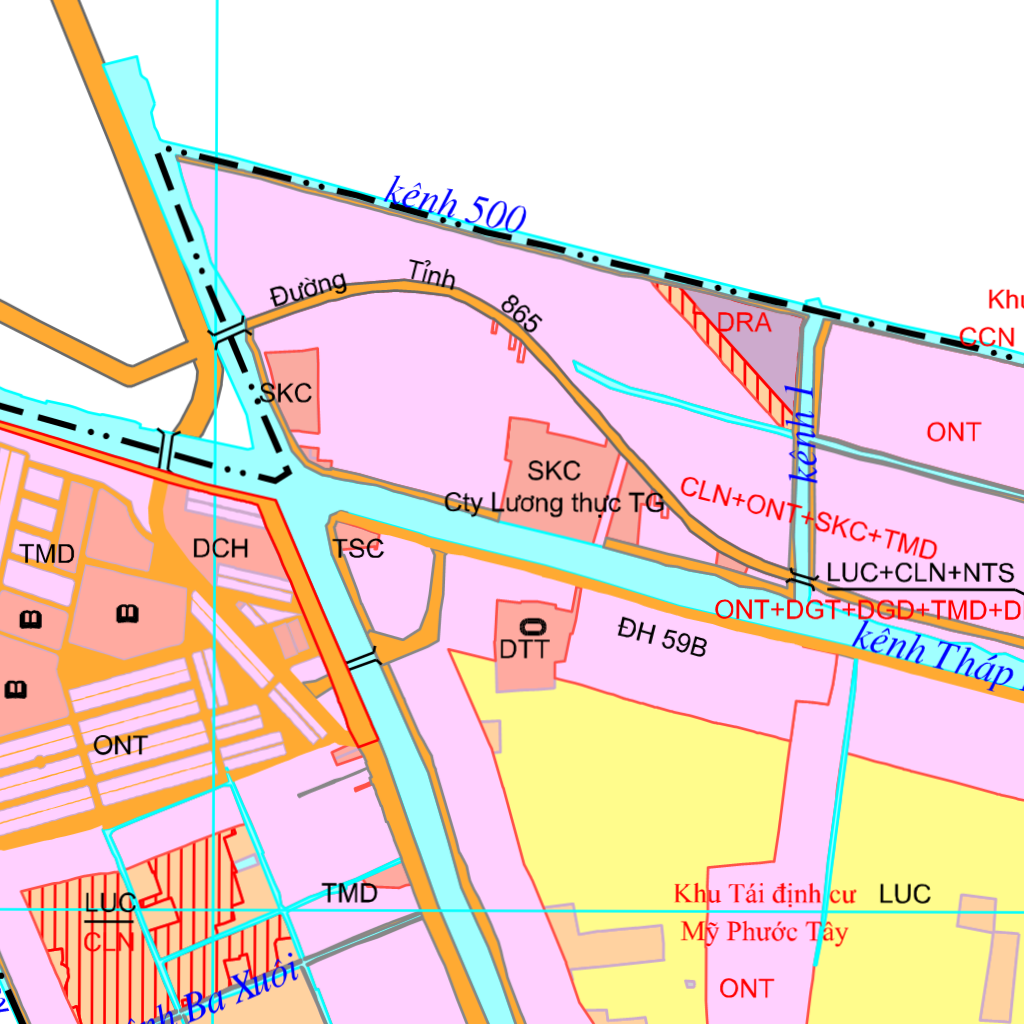 kênh 500
Đường Tỉnh 865
DRA
Khu
CCN
SKC
kênh 1
ONT
SKC
Cty Lương thực TG
CLN+ONT+SKC+TMD
TMD
DCH
TSC
LUC+CLN+NTS
ONT+DGT+DGD+TMD+D
B
B
O
DTT
ĐH 59B
kênh Tháp
B
ONT
LUC
CLN
TMD
Khu Tái định cư
Mỹ Phước Tây
LUC
ONT
kênh Ba Xuôi